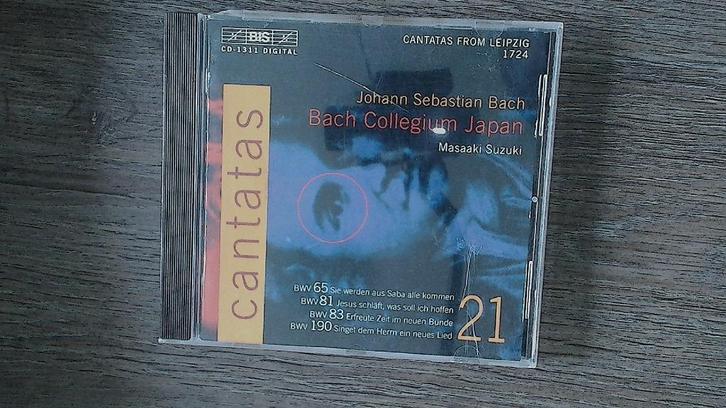 BIS
CD-1311 DIGITAL
CANTATAS FROM LEIPZIG
1724
Johann Sebastian Bach
Bach Collegium Japan
Masaaki Suzuki
cantatas
BWV 65 Sie werden aus Saba alle kommen
BWV 81 Jesus schläft, was soll ich hoffen
BWV 83 Erfreute Zeit im neuen Bunde
BWV 190 Singet dem Herrn ein neues Lied
21